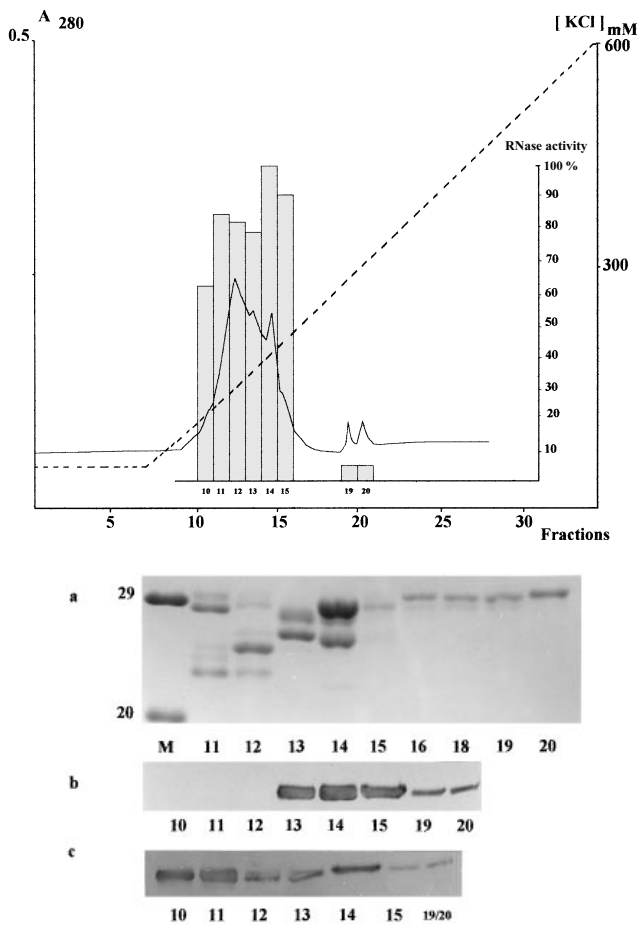 A 280
[ KCl ] mM
0.5
600
RNase activity
100 %
90
80
70
300
60
50
40
30
20
10
10 11 12 13 14 15 19 20
5 10 15 20 25 30
Fractions
a
29
20
M 11 12 13 14 15 16 18 19 20
b
10 11 12 13 14 15 19 20
c
10 11 12 13 14 15 19/20